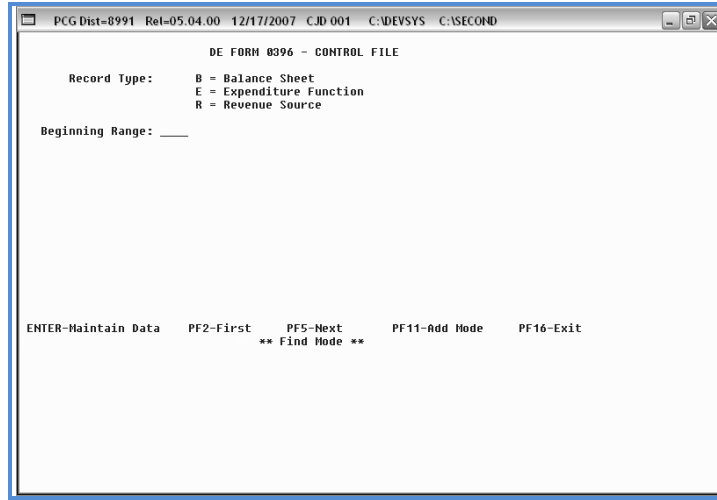 PCG Dist=8991 Rel=05.04.00 12/17/2007 CJD 001 C:\DEVSYS C:\SECOND
DE FORM 0396 - CONTROL FILE
Record Type: B = Balance Sheet
E = Expenditure Function
R = Revenue Source
Beginning Range: ____
ENTER-Maintain Data PF2-First PF5-Next PF11-Add Mode PF16-Exit
** Find Mode **